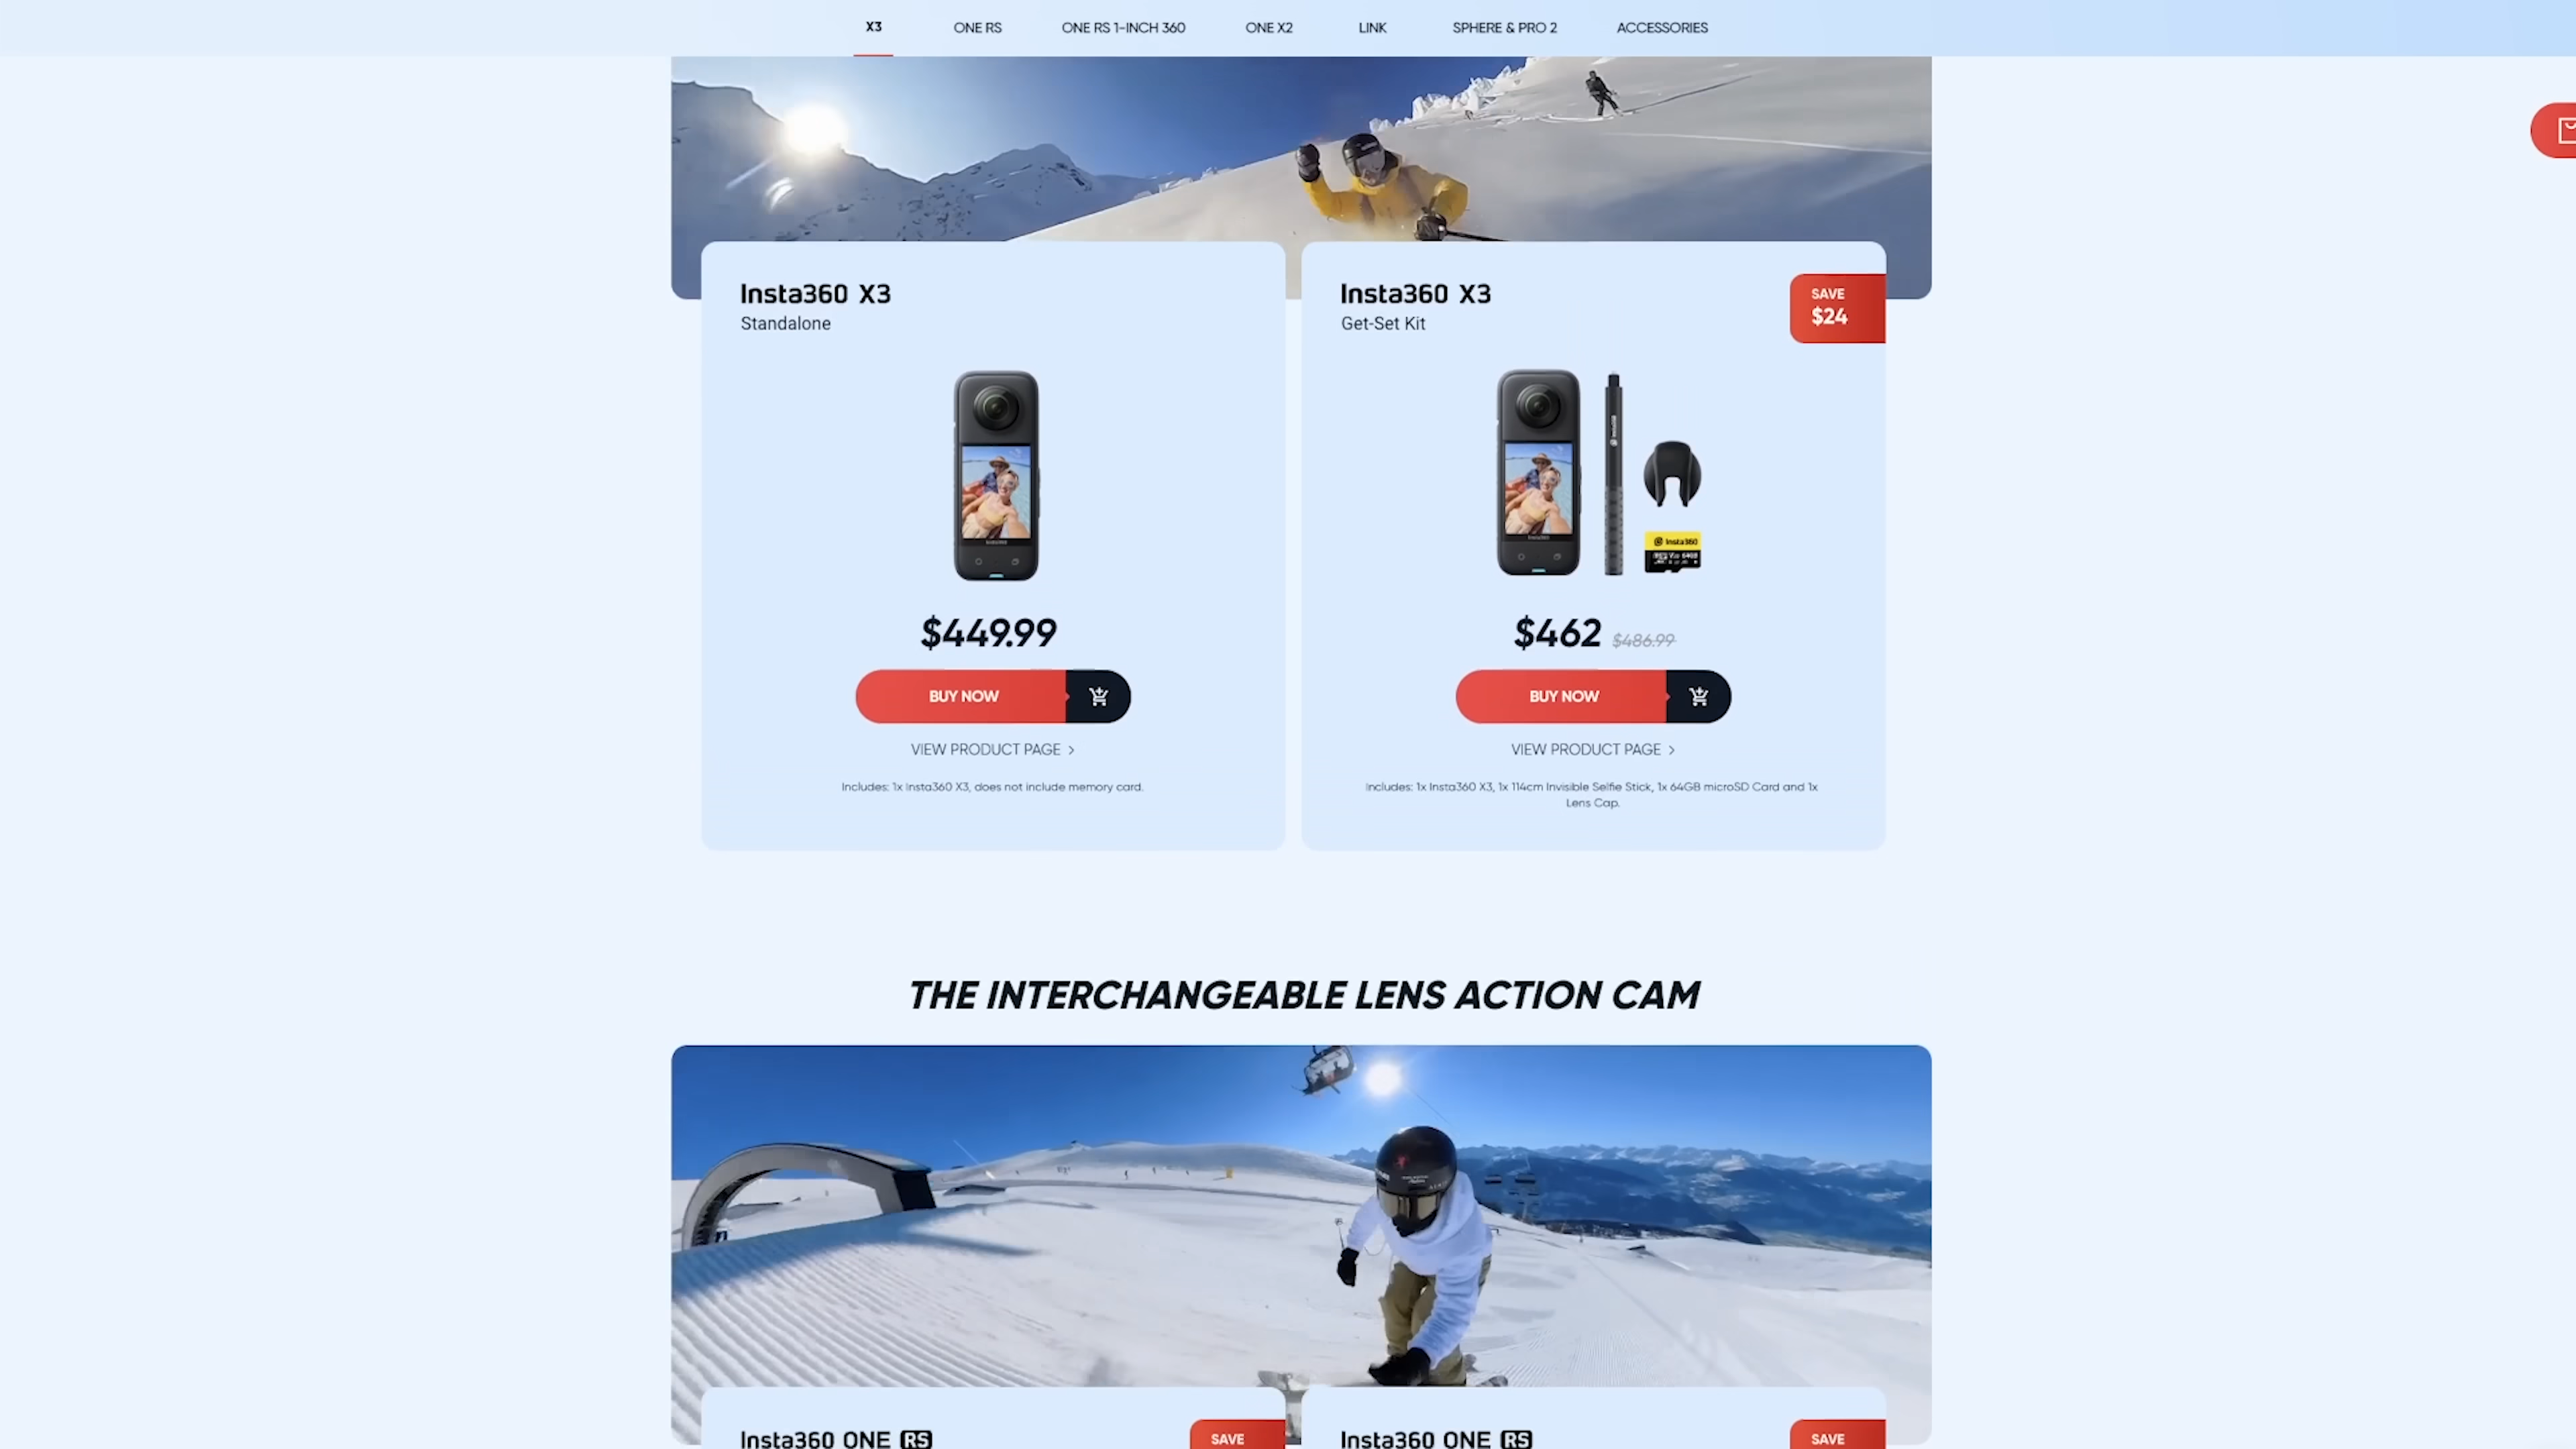 X3
ONE RS
ONE RS 1-INCH 360
ONE X2
LINK
SPHERE & PRO 2
ACCESSORIES
Insta360 X3
Standalone
$449.99
BUY NOW
VIEW PRODUCT PAGE >
Includes: 1x Insta360 X3, does not include memory card.
Insta360 X3
Get-Set Kit
SAVE
$24
Insta360
$462 $486.99
BUY NOW
VIEW PRODUCT PAGE >
Includes: 1x Insta360 X3, 1x 114cm Invisible Selfie Stick, 1x 64GB microSD Card and 1x
Lens Cap.
THE INTERCHANGEABLE LENS ACTION CAM
Insta360 ONE RS
SAVE
Insta360 ONE RS
SAVE